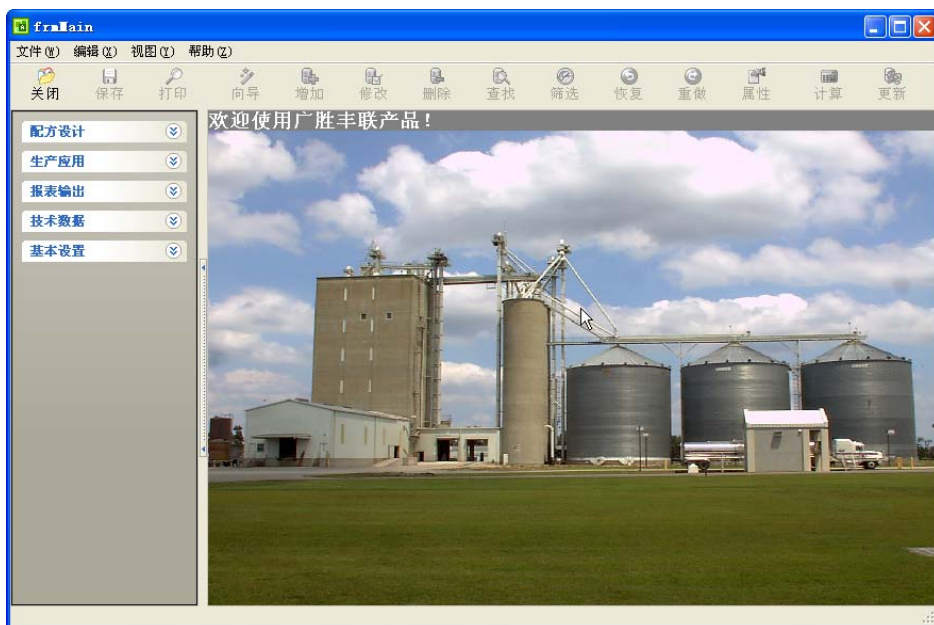 frmMain
文件(W) 编辑(X) 视图(Y) 帮助(Z)
关闭 保存 打印 向导 增加 修改 删除 查找 筛选 恢复 重做 属性 计算 更新
欢迎使用广胜丰联产品!
配方设计
生产应用
报表输出
技术数据
基本设置